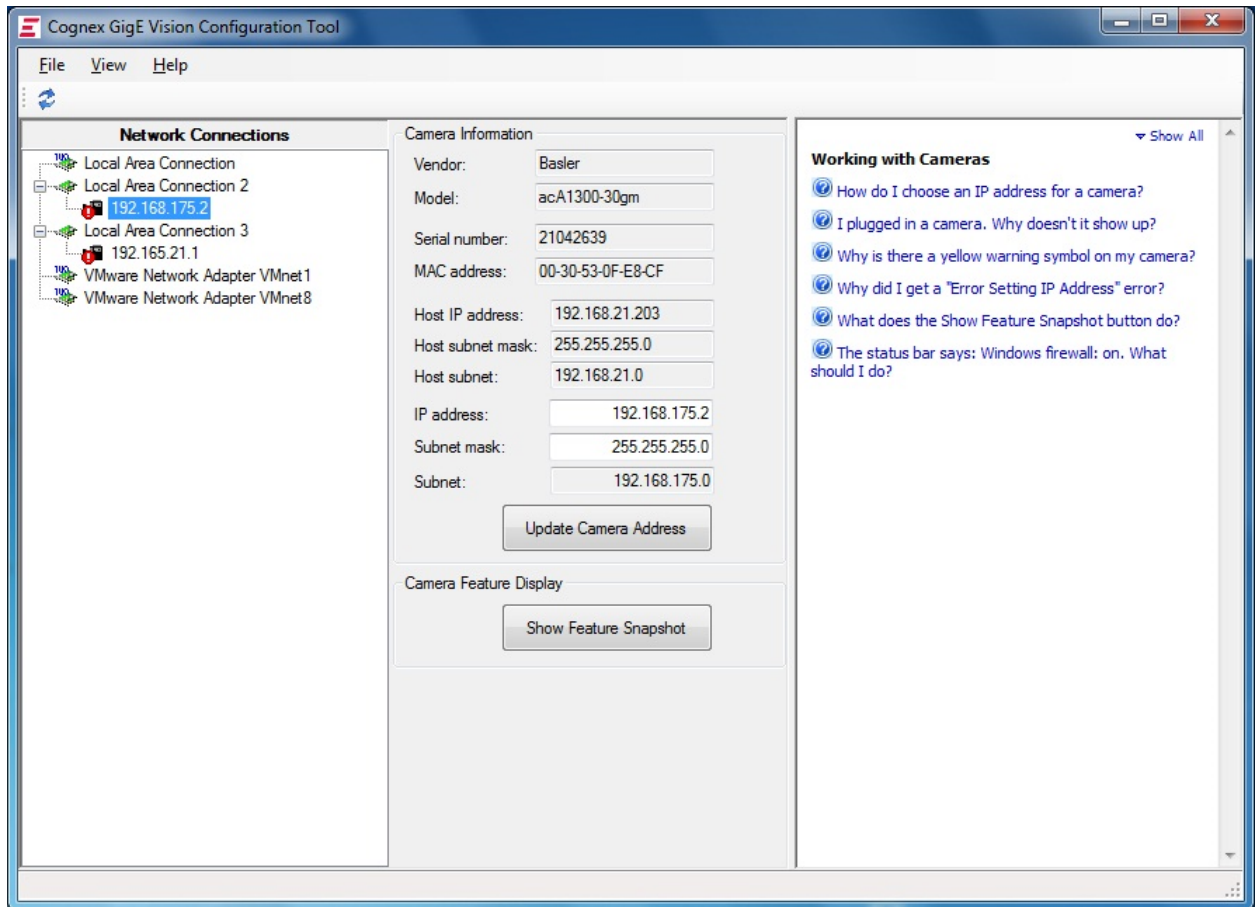 Cognex GigE Vision Configuration Tool
File View Help
Network Connections
Local Area Connection
Local Area Connection 2
192.168.175.2
Local Area Connection 3
192.165.21.1
VMware Network Adapter VMnet1
VMware Network Adapter VMnet8
Camera Information
Vendor: Basler
Model: acA1300-30gm
Serial number: 21042639
MAC address: 00-30-53-0F-E8-CF
Host IP address: 192.168.21.203
Host subnet mask: 255.255.255.0
Host subnet: 192.168.21.0
IP address: 192.168.175.2
Subnet mask: 255.255.255.0
Subnet: 192.168.175.0
Update Camera Address
Camera Feature Display
Show Feature Snapshot
Show All
Working with Cameras
How do I choose an IP address for a camera?
I plugged in a camera. Why doesn't it show up?
Why is there a yellow warning symbol on my camera?
Why did I get a "Error Setting IP Address" error?
What does the Show Feature Snapshot button do?
The status bar says: Windows firewall: on. What
should I do?